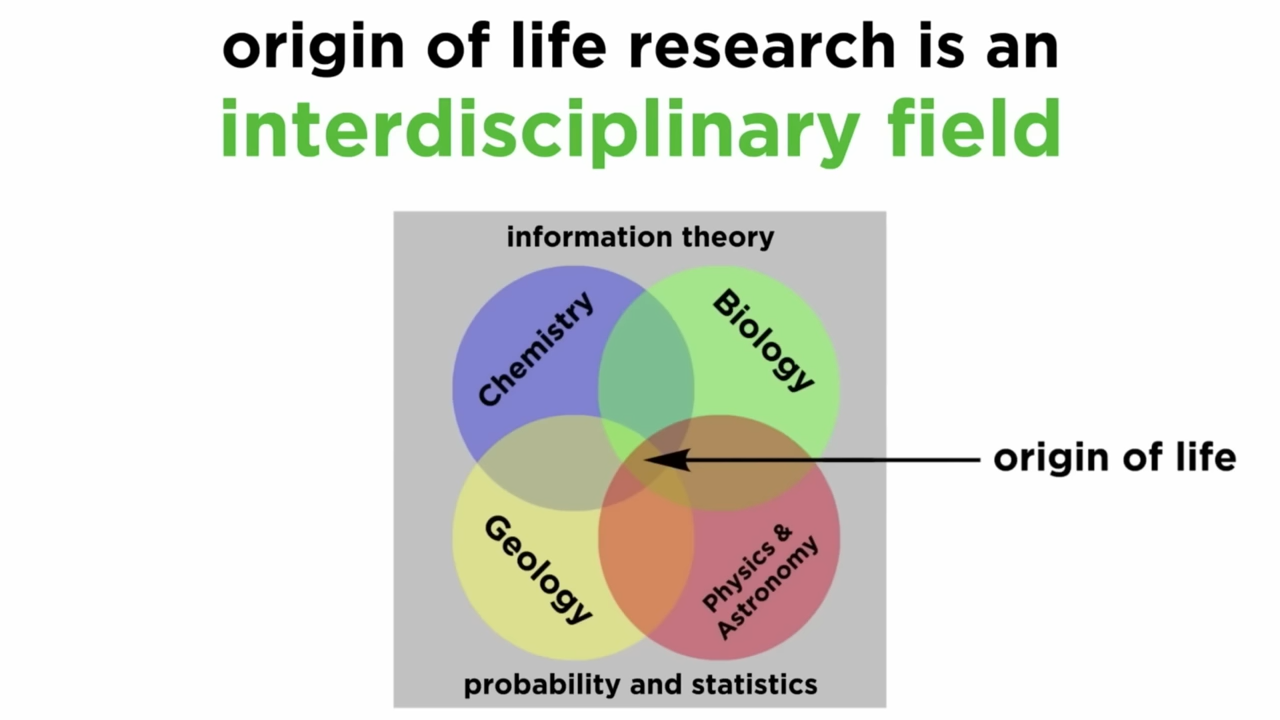 origin of life research is an
interdisciplinary field
information theory
Chemistry
Biology
origin of life
Geology
Physics &
Astronomy
probability and statistics